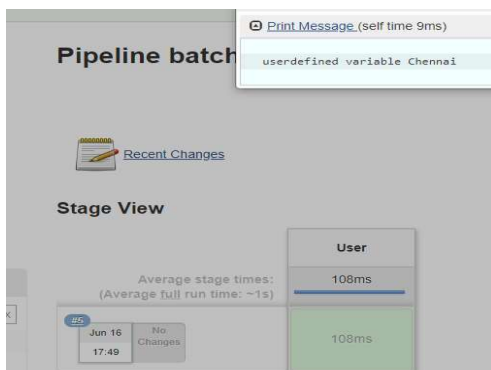 Print Message (self time 9ms)
userdefined variable Chennai
Pipeline batch
Recent Changes
Stage View
User
Average stage times:
(Average full run time: ~1s)
108ms
#5
Jun 16
17:49
No
Changes
108ms